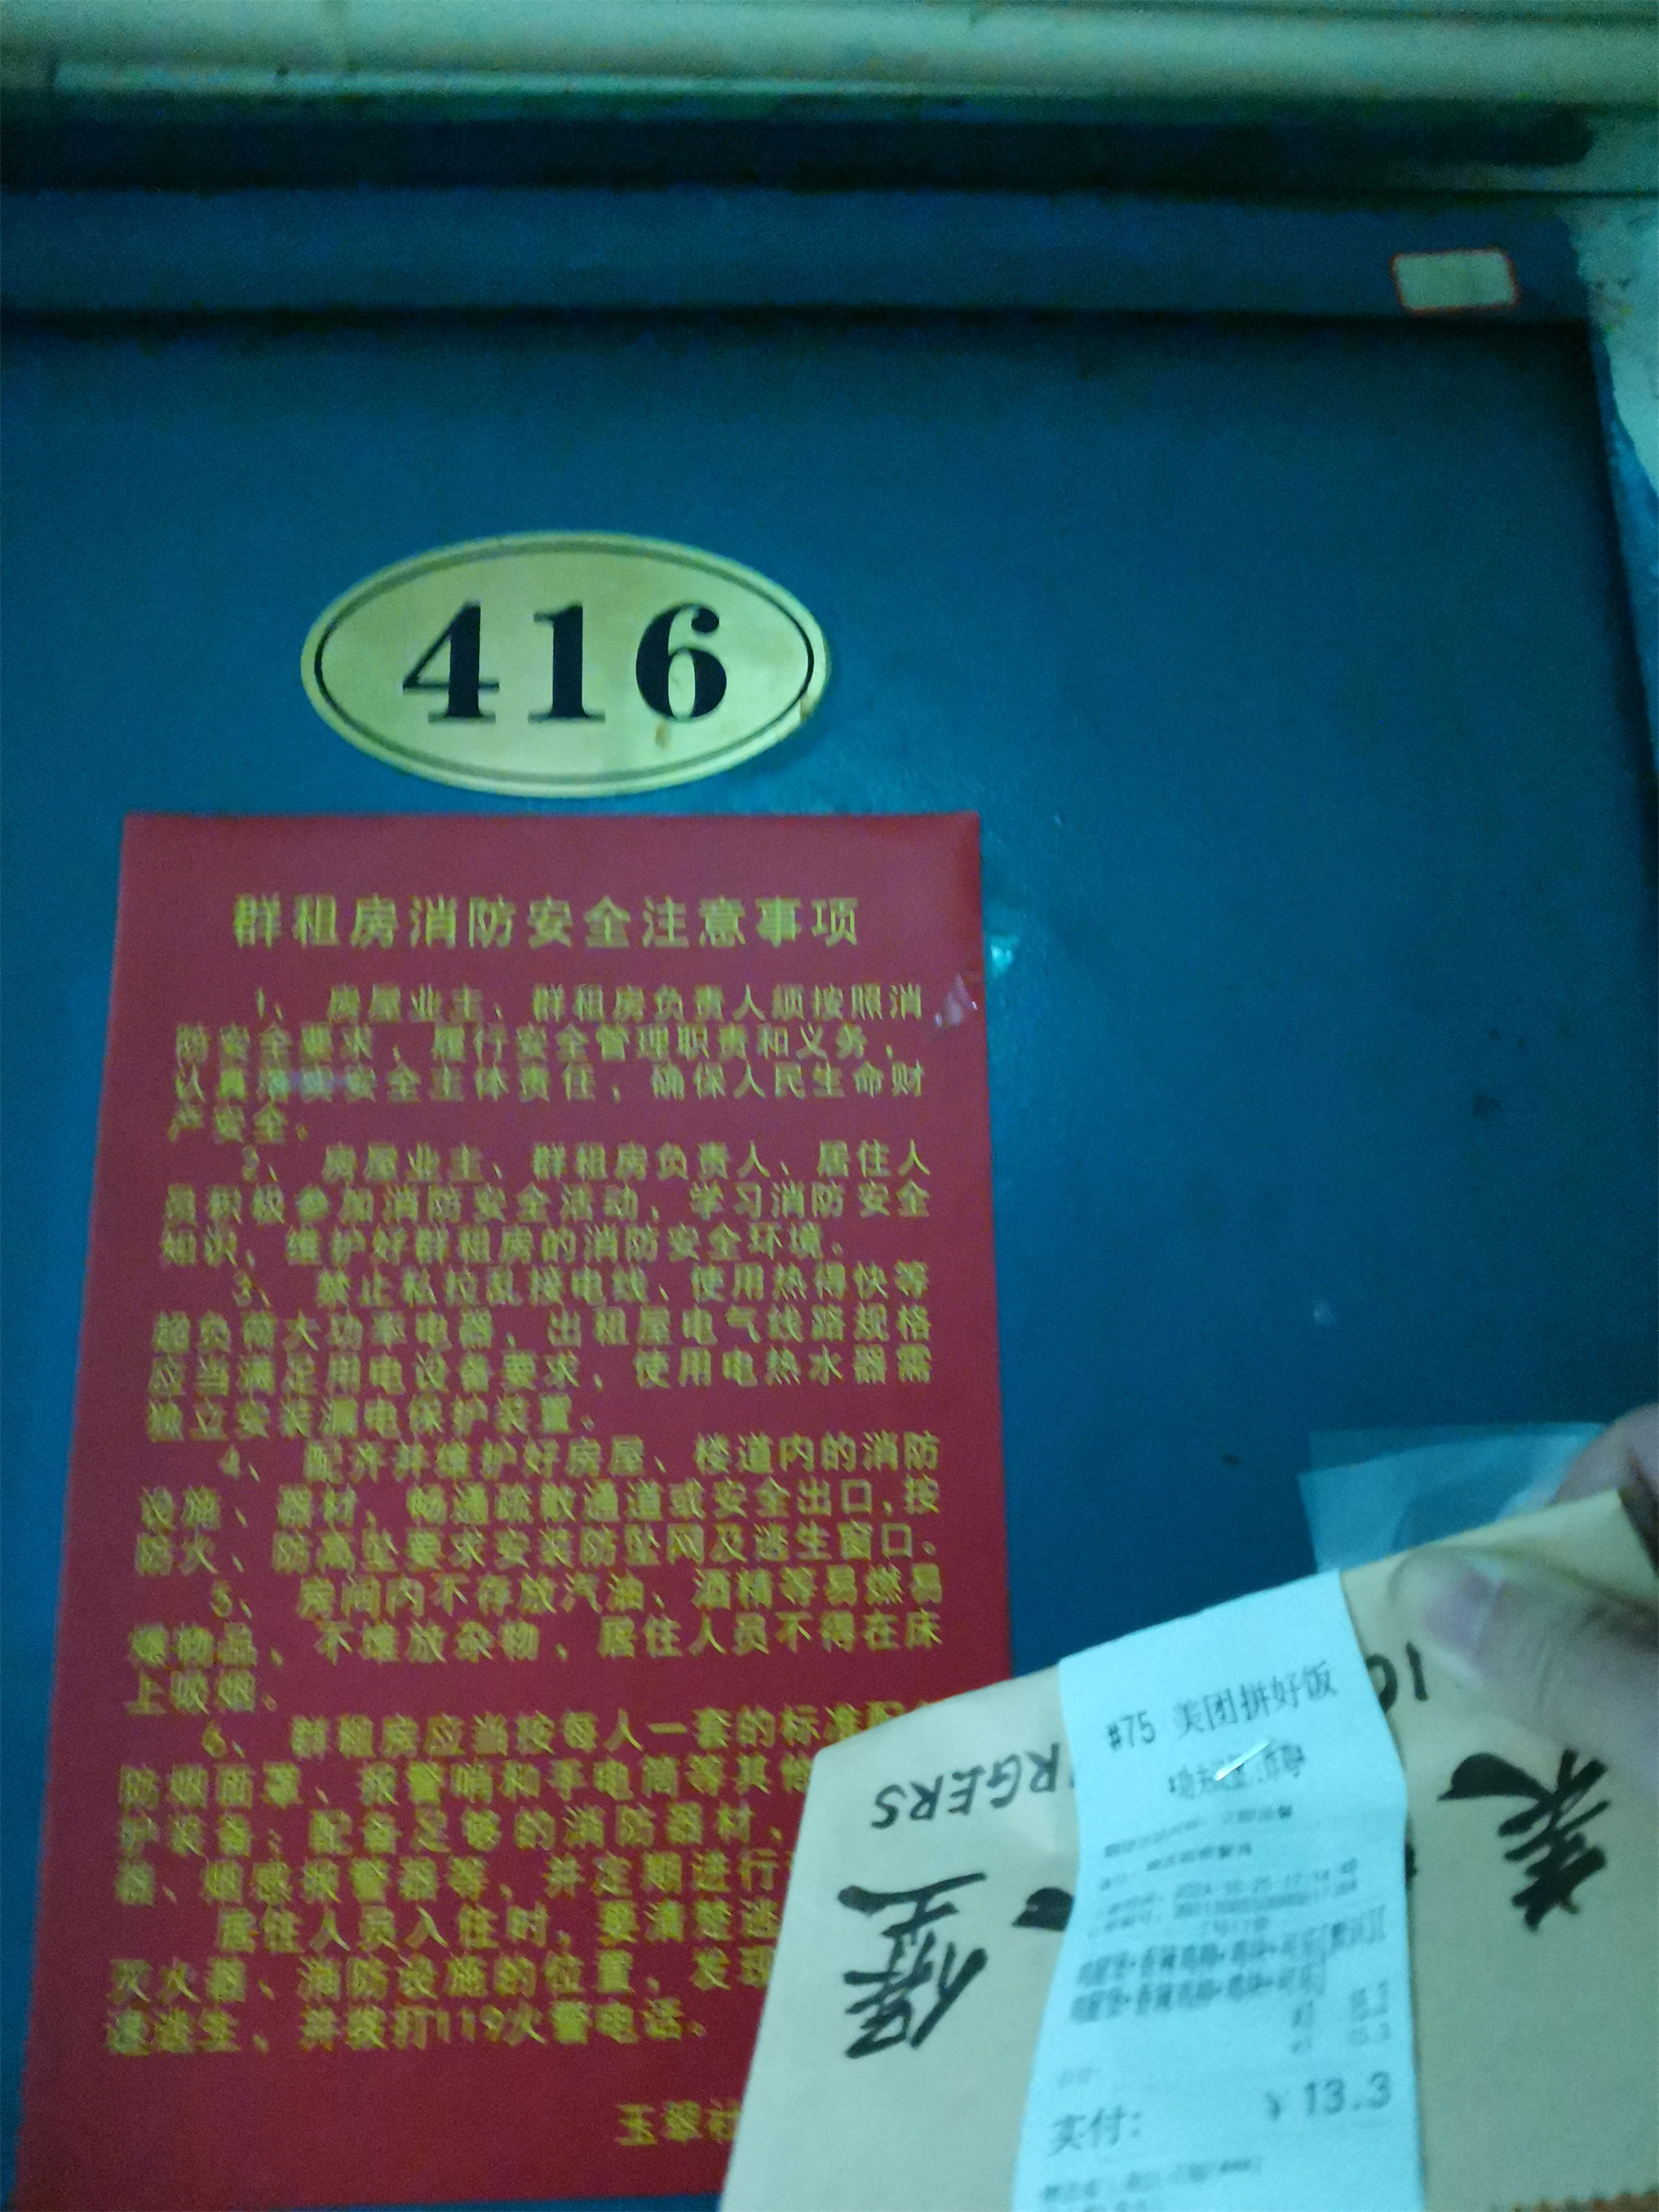 416
群租房消防安全注意事项
1、 房屋业主、群租房负责人须按照消
防安全要求，履行安全管理职责和义务，
认真落实安全主体责任，确保人民生命财
产安全。
2、 房屋业主、群租房负责人、居住人
员积极参加消防安全活动，学习消防安全
知识，维护好群租房的消防安全环境。
3、 禁止私拉乱接电线、使用热得快等
超负荷大功率电器，出租屋电气线路规格
应当满足用电设备要求，使用电热水器需
独立安装漏电保护装置。
4、 配齐并维护好房屋、楼道内的消防
设施、器材，畅通疏散通道或安全出口,按
防火、防高坠要求安装防坠网及逃生窗口。
5、 房间内不存放汽油、酒精等易燃易
爆物品，不堆放杂物，居住人员不得在床
上吸烟。
6、 群租房应当按每人一套的标准配
防烟面罩、报警哨和手电筒等其他
护装备；配备足够的消防器材，
器、烟感报警器等，并定期进行
居住人员入住时，要清楚逃
灭火器、消防设施的位置，发现
速逃生，并拨打119火警电话。
玉翠社
#75 美团拼好饭
实付: ¥13.3
RGERS
堡
美